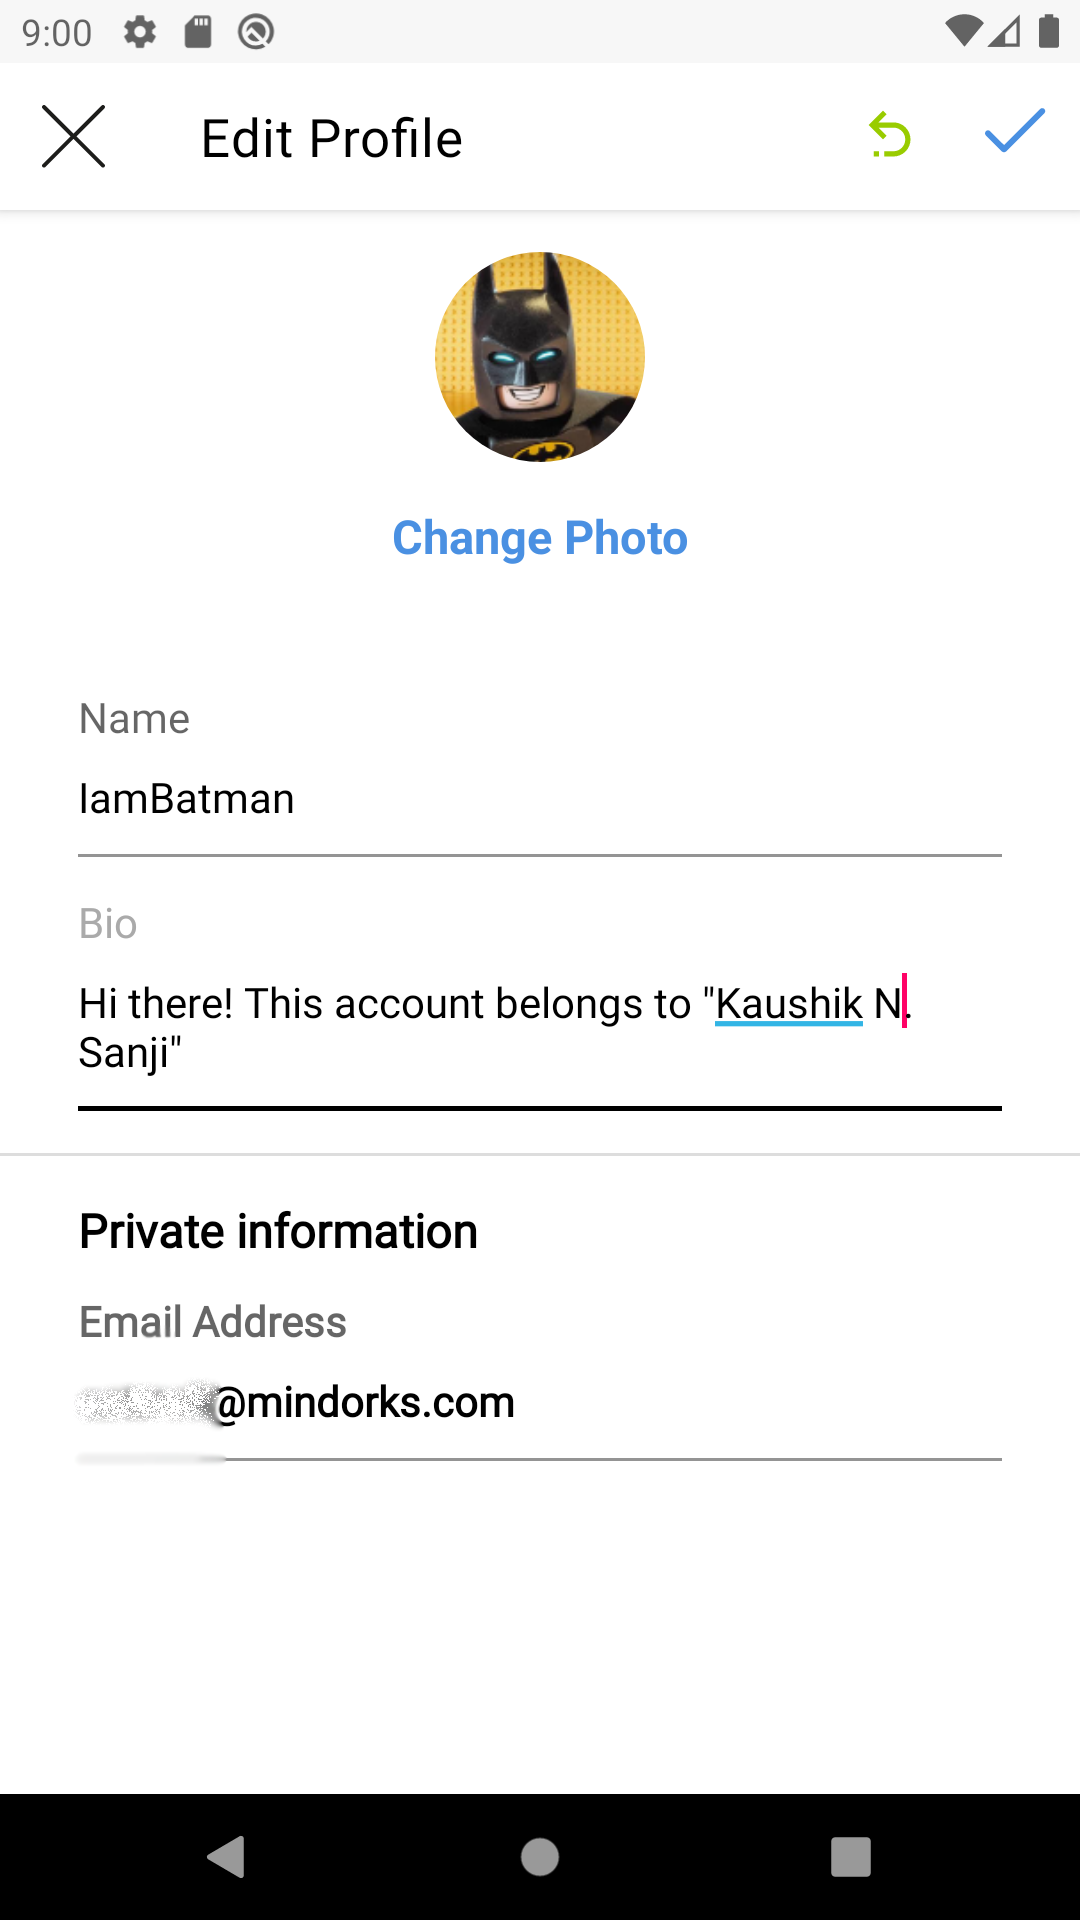 9:00
Edit Profile
Change Photo
Name
IamBatman
Bio
Hi there! This account belongs to "Kaushik N.
Sanji"
Private information
Email Address
@mindorks.com